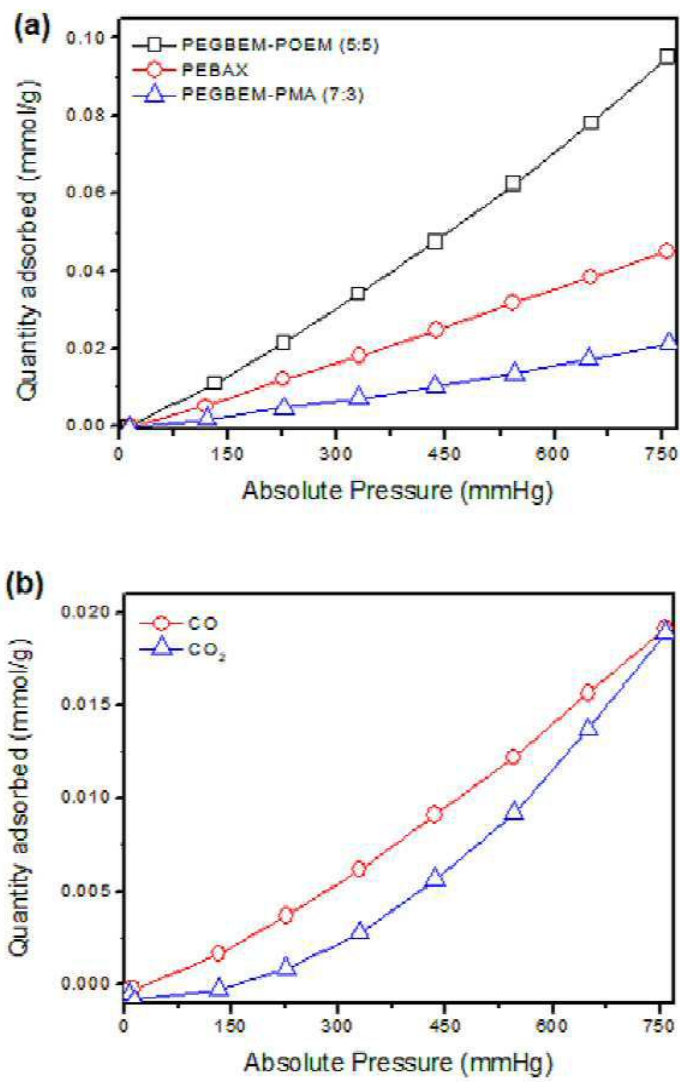 (a)
PEGBEM-POEM (5:5)
PEBAX
PEGBEM-PMA (7:3)
Quantity adsorbed (mmol/g)
0.10
0.08
0.06
0.04
0.02
0.00
0 150 300 450 600 750
Absolute Pressure (mmHg)
(b)
CO
CO₂
Quantity adsorbed (mmol/g)
0.020
0.015
0.010
0.005
0.000
0 150 300 450 600 750
Absolute Pressure (mmHg)